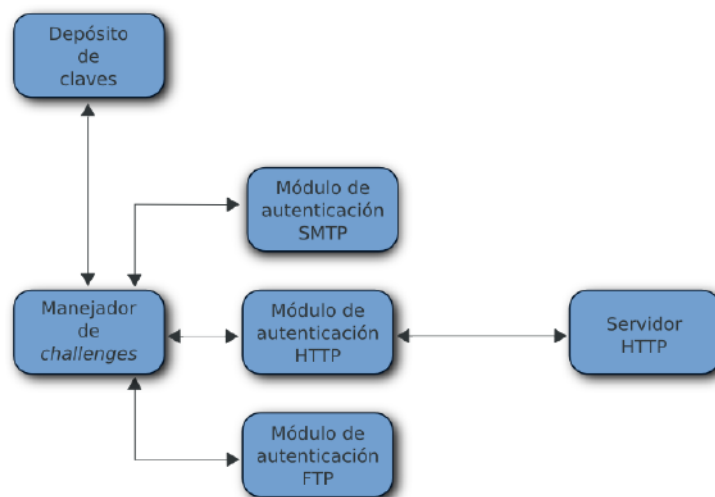 Depósito
de
claves
Módulo de
autenticación
SMTP
Manejador
de
challenges
Módulo de
autenticación
HTTP
Servidor
HTTP
Módulo de
autenticación
FTP